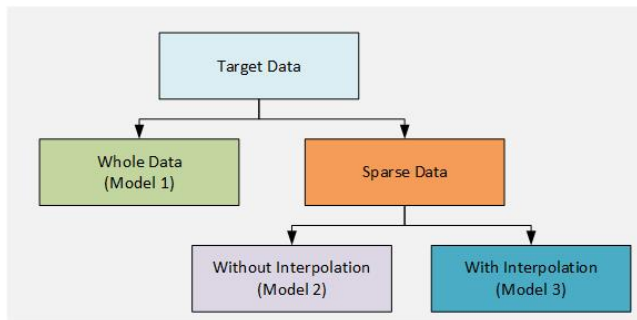 Target Data
Whole Data
(Model 1)
Sparse Data
Without Interpolation
(Model 2)
With Interpolation
(Model 3)